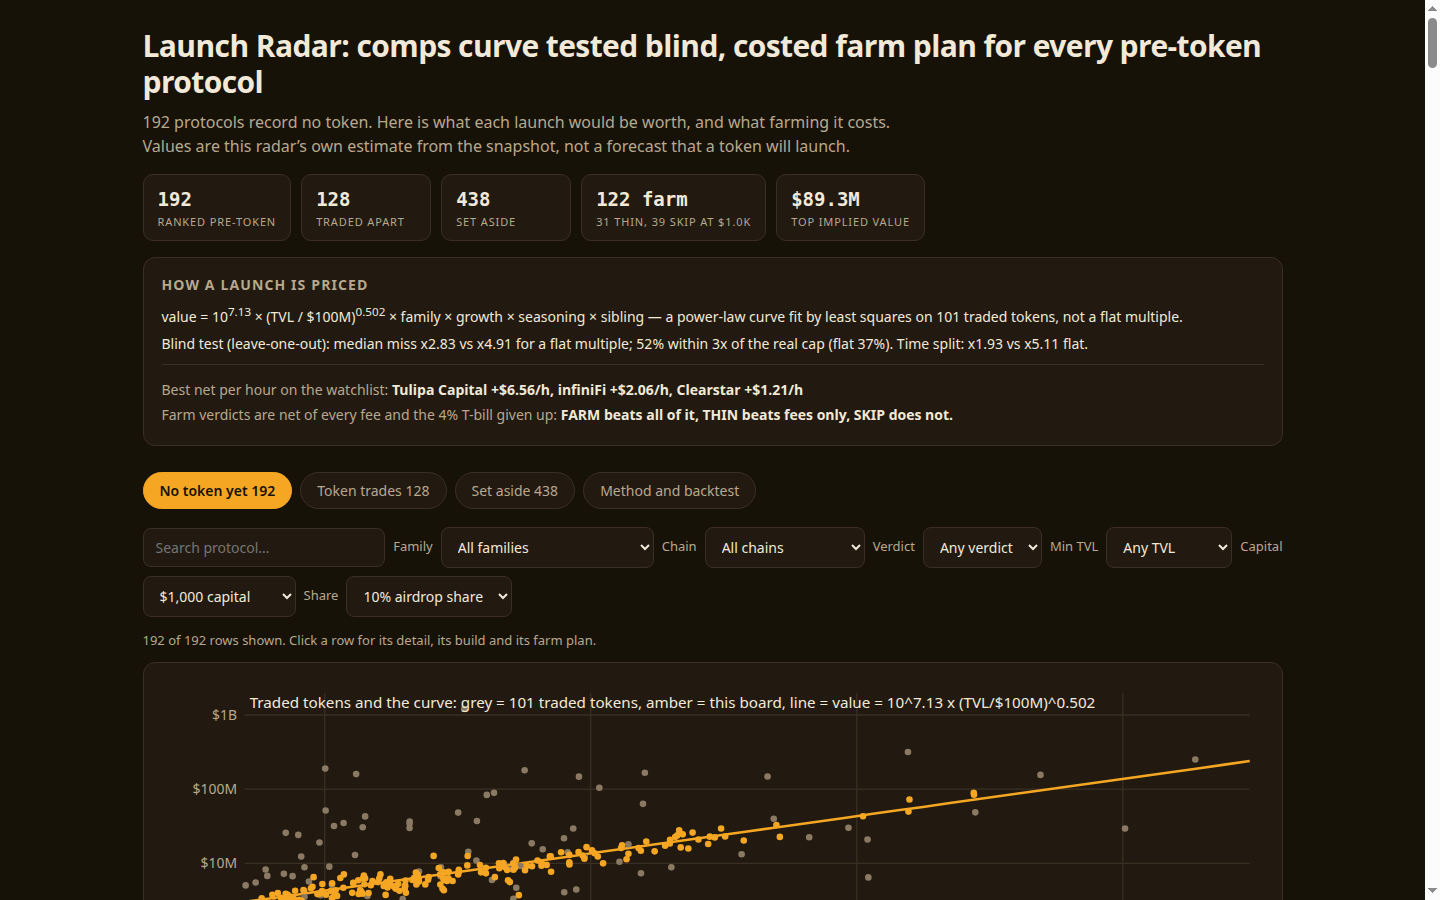 Launch Radar: comps curve tested blind, costed farm plan for every pre-token
protocol
192 protocols record no token. Here is what each launch would be worth, and what farming it costs.
Values are this radar’s own estimate from the snapshot, not a forecast that a token will launch.
192
RANKED PRE-TOKEN
128
TRADED APART
438
SET ASIDE
122 farm
31 THIN, 39 SKIP AT $1.0K
$89.3M
TOP IMPLIED VALUE
HOW A LAUNCH IS PRICED
value = 10^7.13 × (TVL / $100M)^0.502 × family × growth × seasoning × sibling — a power-law curve fit by least squares on 101 traded tokens, not a flat multiple.
Blind test (leave-one-out): median miss x2.83 vs x4.91 for a flat multiple; 52% within 3x of the real cap (flat 37%). Time split: x1.93 vs x5.11 flat.
Best net per hour on the watchlist: Tulipa Capital +$6.56/h, infiniFi +$2.06/h, Clearstar +$1.21/h
Farm verdicts are net of every fee and the 4% T-bill given up: FARM beats all of it, THIN beats fees only, SKIP does not.
No token yet 192
Token trades 128
Set aside 438
Method and backtest
Search protocol...
Family
All families
Chain
All chains
Verdict
Any verdict
Min TVL
Any TVL
Capital
$1,000 capital
Share
10% airdrop share
192 of 192 rows shown. Click a row for its detail, its build and its farm plan.
Traded tokens and the curve: grey = 101 traded tokens, amber = this board, line = value = 10^7.13 x (TVL/$100M)^0.502
$1B
$100M
$10M